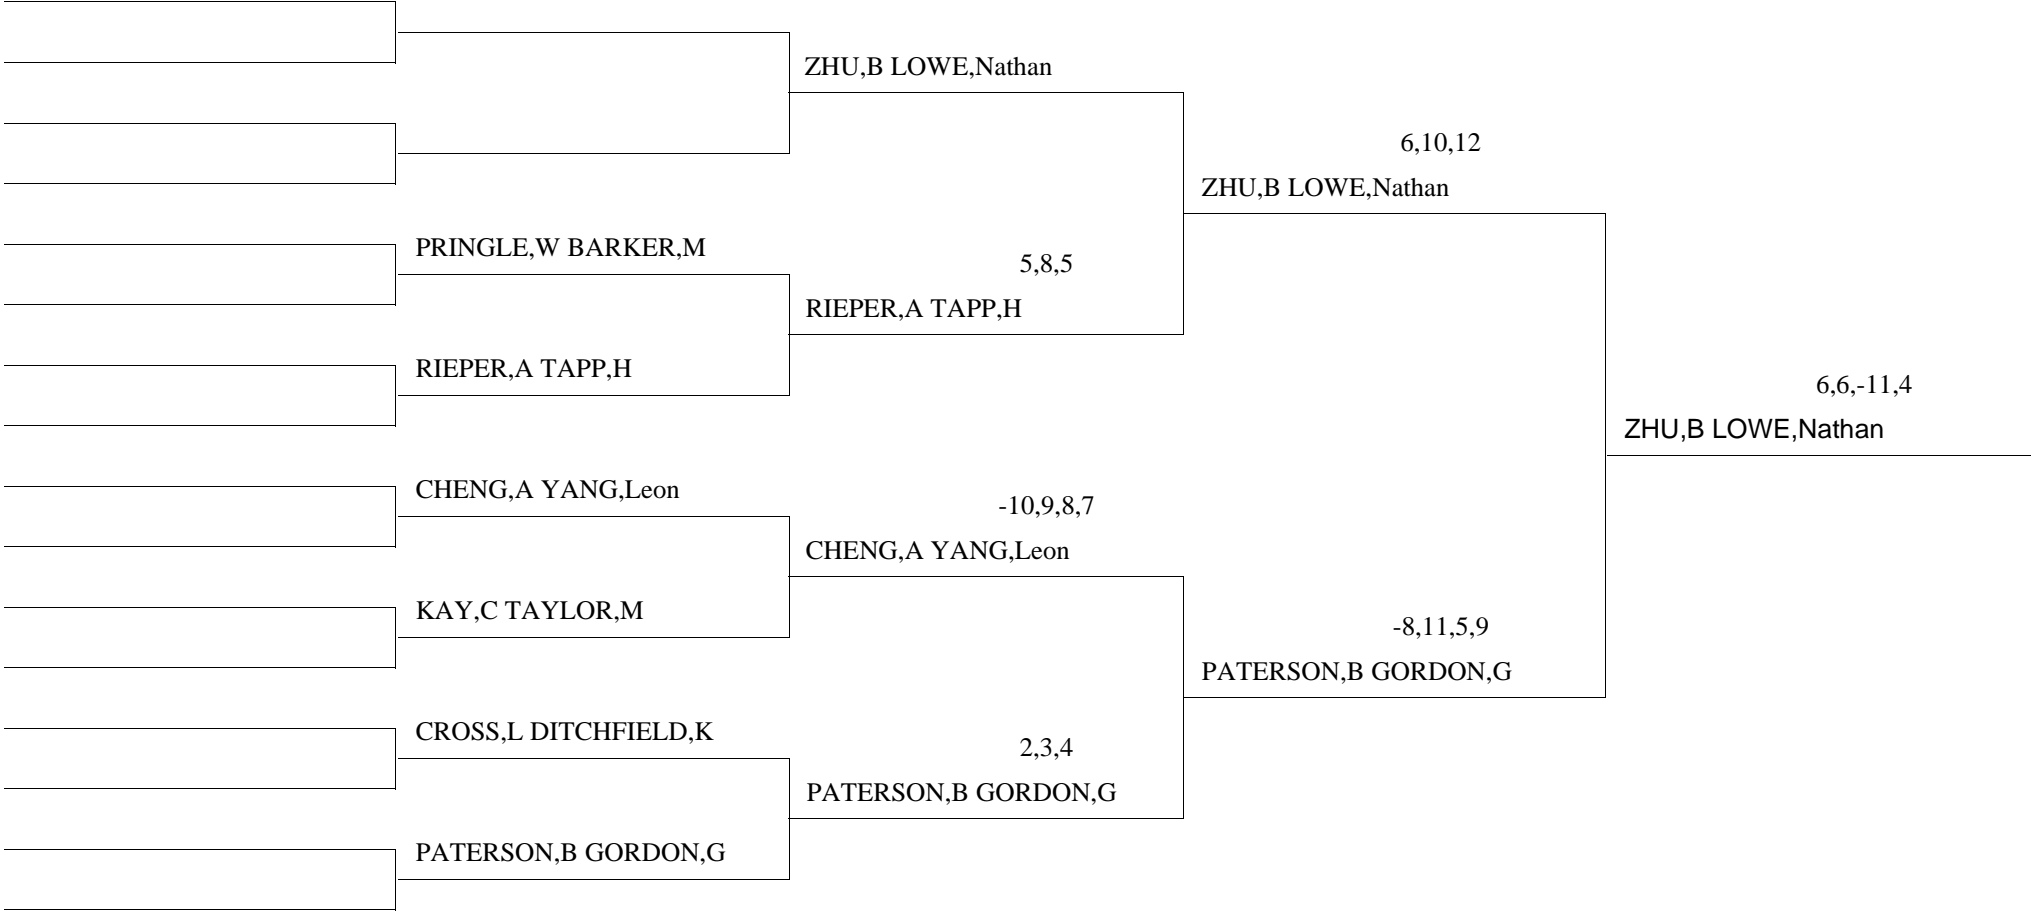 ZHU,B LOWE,Nathan
6,10,12
ZHU,B LOWE,Nathan
PRINGLE,W BARKER,M
5,8,5
RIEPER,A TAPP,H
RIEPER,A TAPP,H
6,6,-11,4
ZHU,B LOWE,Nathan
CHENG,A YANG,Leon
-10,9,8,7
CHENG,A YANG,Leon
KAY,C TAYLOR,M
-8,11,5,9
PATERSON,B GORDON,G
CROSS,L DITCHFIELD,K
2,3,4
PATERSON,B GORDON,G
PATERSON,B GORDON,G